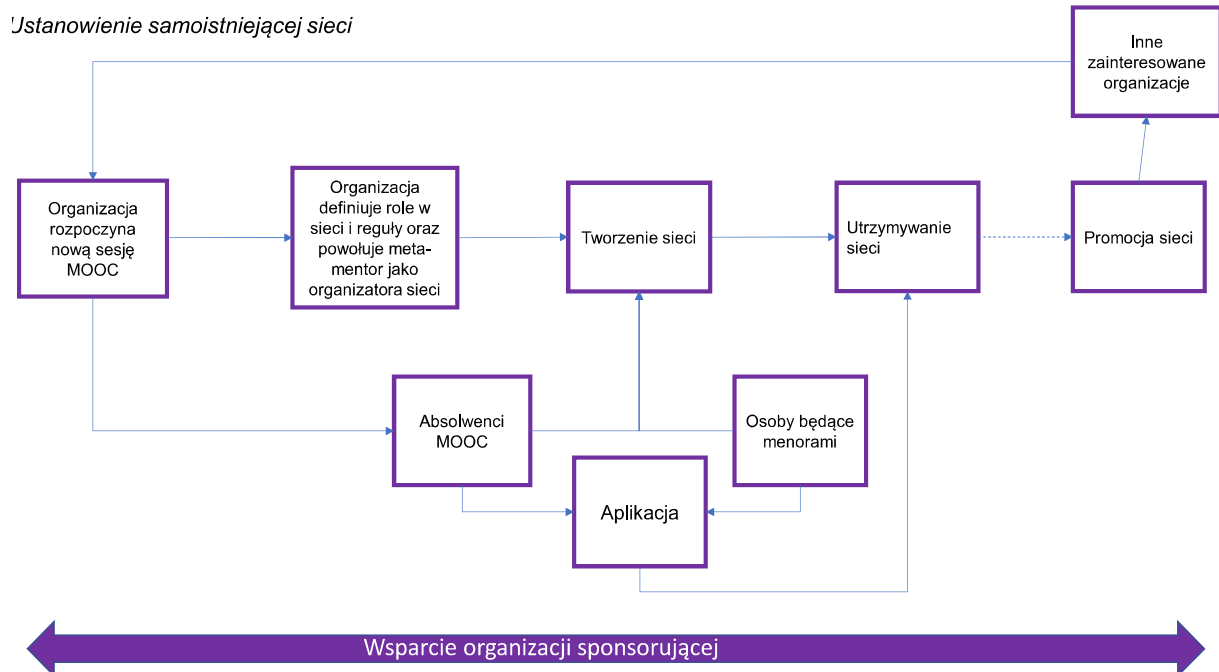 Ustanowienie samoistniejącej sieci
Inne
zainteresowane
organizacje
Organizacja
rozpoczyna
nową sesję
MOOC
Organizacja
definiuje role w
sieci i reguły oraz
powołuje meta-
mentor jako
organizatora sieci
Tworzenie sieci
Utrzymywanie
sieci
Promocja sieci
Absolwenci
MOOC
Osoby będące
menorami
Aplikacja
Wsparcie organizacji sponsorującej